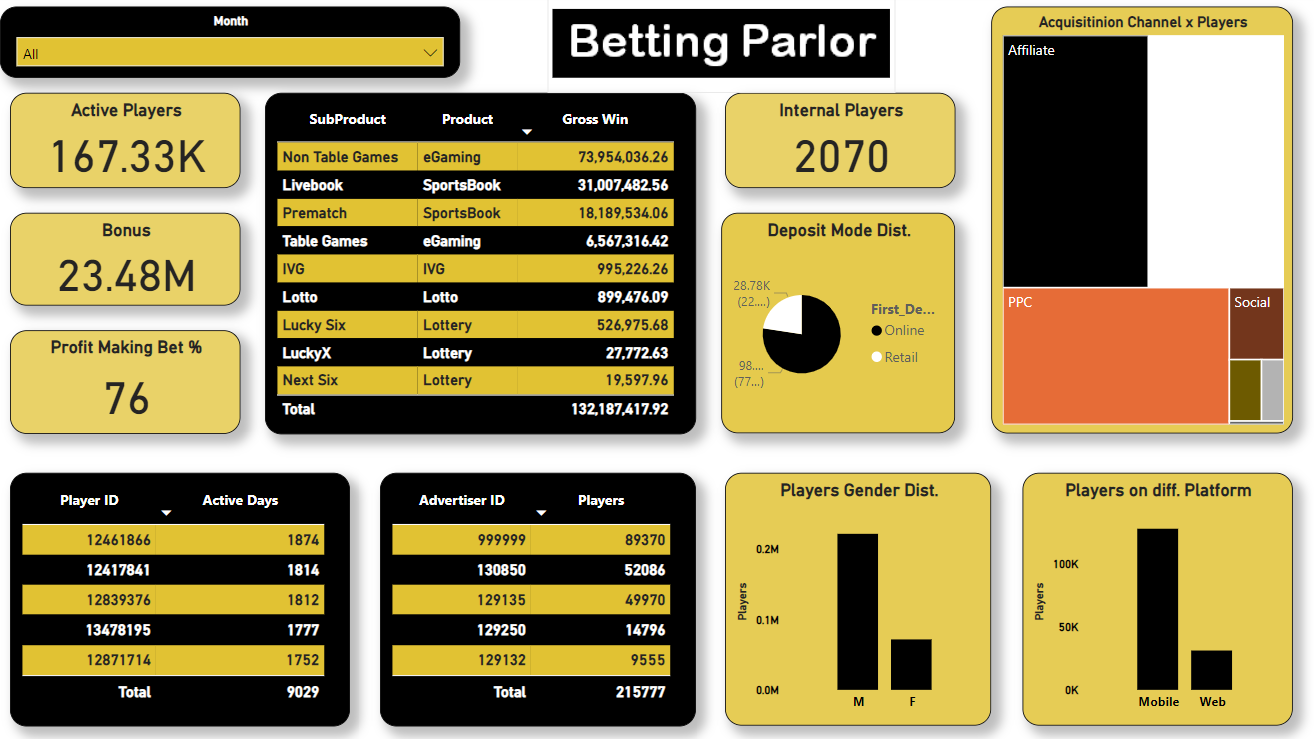 Month
All
Betting Parlor
Acquisitinion Channel x Players
Affiliate
PPC
Social
Active Players
167.33K
Bonus
23.48M
Profit Making Bet %
76
SubProduct Product Gross Win
Non Table Games eGaming 73,954,036.26
Livebook SportsBook 31,007,482.56
Prematch SportsBook 18,189,534.06
Table Games eGaming 6,567,316.42
IVG IVG 995,226.26
Lotto Lotto 899,476.09
Lucky Six Lottery 526,975.68
LuckyX Lottery 27,772.63
Next Six Lottery 19,597.96
Total 132,187,417.92
Internal Players
2070
Deposit Mode Dist.
28.78K
(22....)
98....
(77...)
First_De...
Online
Retail
Player ID Active Days
12461866 1874
12417841 1814
12839376 1812
13478195 1777
12871714 1752
Total 9029
Advertiser ID Players
999999 89370
130850 52086
129135 49970
129250 14796
129132 9555
Total 215777
Players Gender Dist.
Players
0.2M
0.1M
0.0M
M F
Players on diff. Platform
Players
100K
50K
0K
Mobile Web